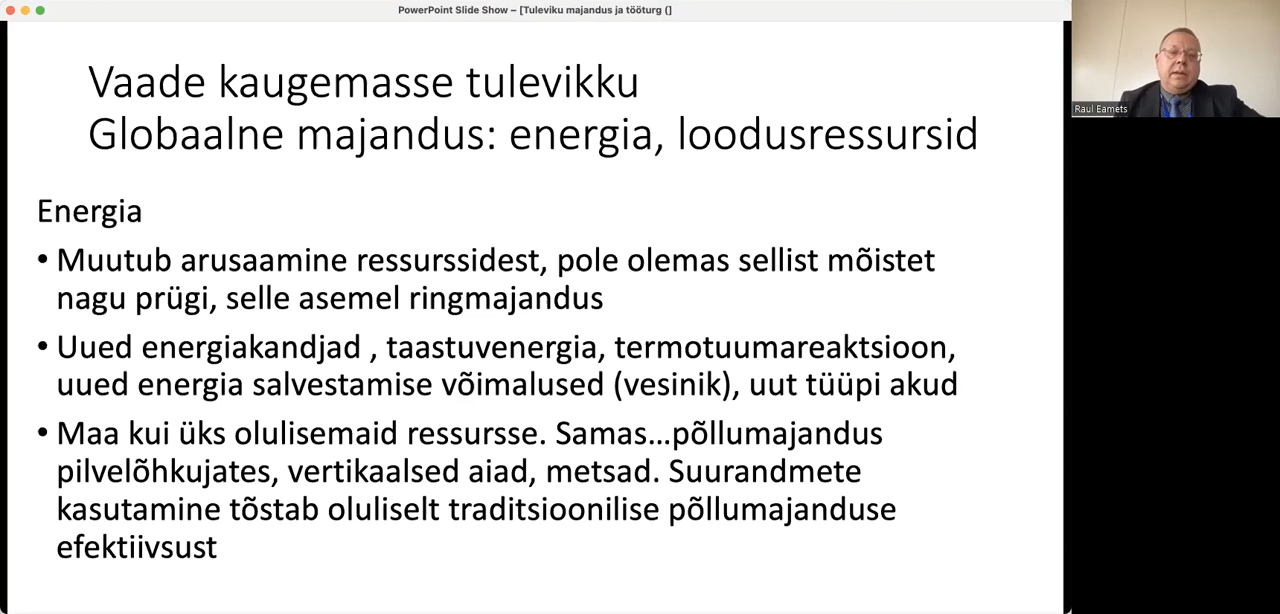 PowerPoint Slide Show – [Tuleviku majandus ja tööturg (]
Vaade kaugemasse tulevikku
Globaalne majandus: energia, loodusressursid
Raul Eamets
Energia
• Muutub arusaamine ressurssidest, pole olemas sellist mõistet
nagu prügi, selle asemel ringmajandus
• Uued energiakandjad , taastuvenergia, termotuumareaktsioon,
uued energia salvestamise võimalused (vesinik), uut tüüpi akud
• Maa kui üks olulisemaid ressursse. Samas…põllumajandus
pilvelõhkujates, vertikaalsed aiad, metsad. Suurandmete
kasutamine tõstab oluliselt traditsioonilise põllumajanduse
efektiivsust